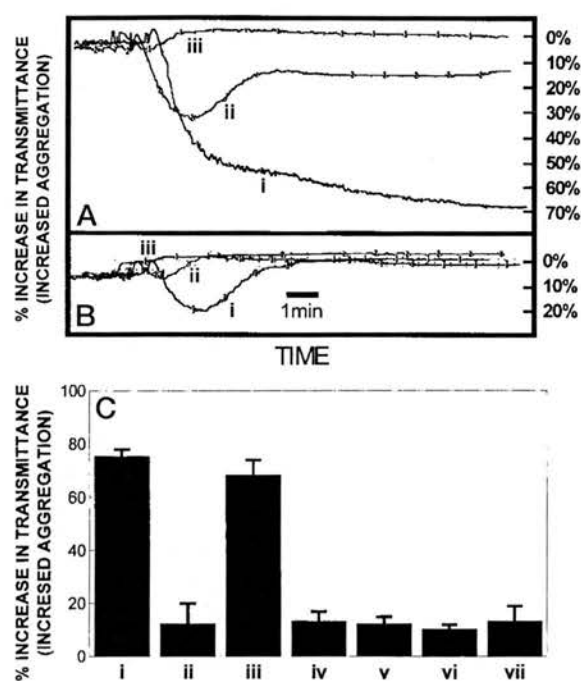 % INCREASE IN TRANSMITTANCE
(INCREASED AGGREGATION)
A
iii
ii
i
0%
10%
20%
30%
40%
50%
60%
70%
B
iii
ii
i
1min
0%
10%
20%
TIME
% INCREASE IN TRANSMITTANCE
(INCRESED AGGREGATION)
C
100
80
60
40
20
0
i ii iii iv v vi vii